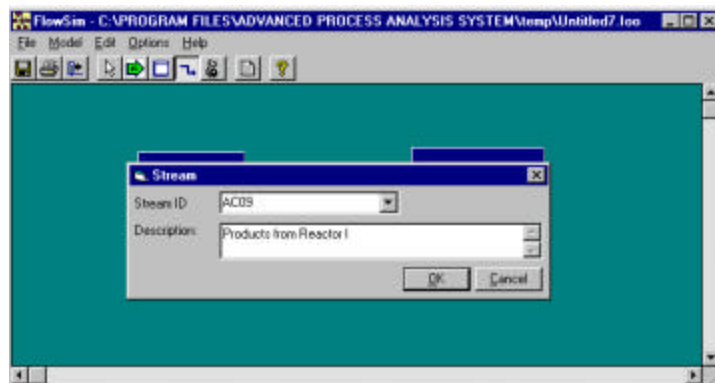 FlowSim - C:\PROGRAM FILES\ADVANCED PROCESS ANALYSIS SYSTEM\temp\Untitled7.loo
File Model Edit Options Help
Stream
Stream ID AC09
Description: Products from Reactor I
OK Cancel